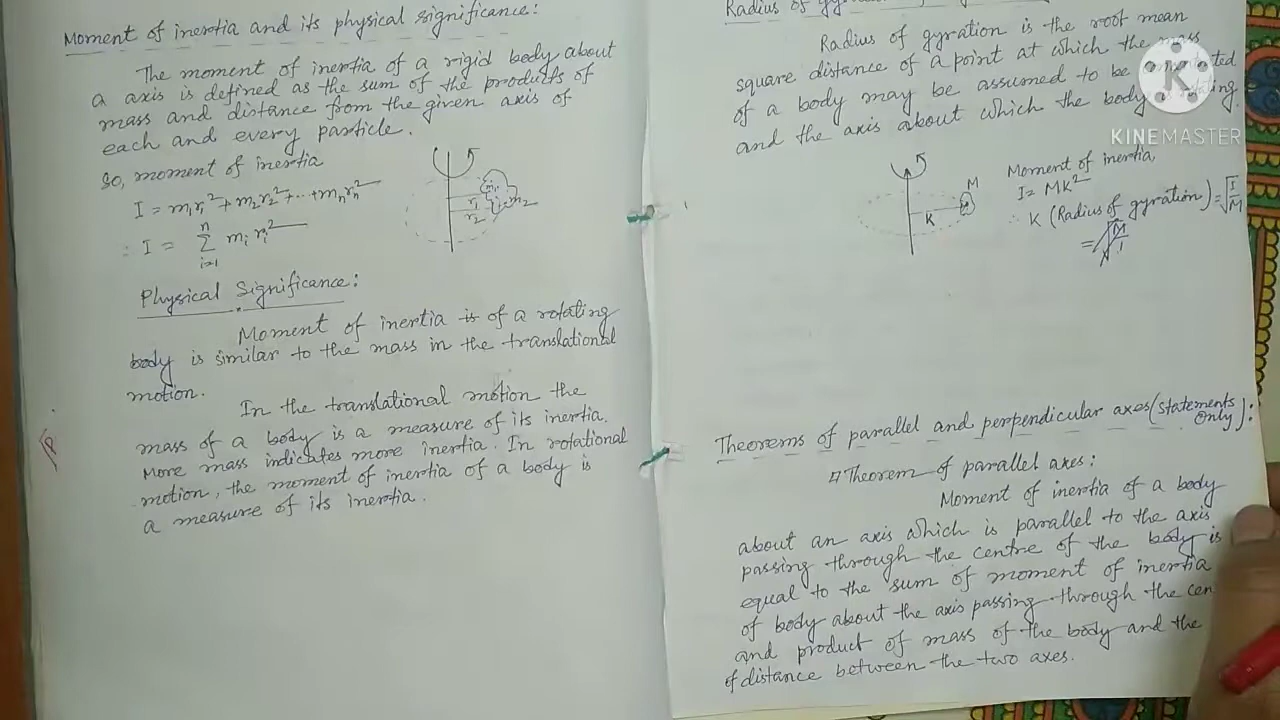 Moment of inertia and its physical significance:
The moment of inertia of a rigid body about
a axis is defined as the sum of the products of
mass and distance from the given axis of
each and every particle.
So, moment of inertia
I = m₁r₁² + m₂r₂² + ... + mₙrₙ²
∴ I = n∑i=1 mᵢ rᵢ²
m₁
r₁
r₂
m₂
Physical Significance:
Moment of inertia is of a rotating
body is similar to the mass in the translational
motion.
In the translational motion the
mass of a body is a measure of its inertia.
More mass indicates more inertia. In rotational
motion, the moment of inertia of a body is
a measure of its inertia.
Radius of
Radius of gyration is the root mean
square distance of a point at which the mass
of a body may be assumed to be
and the axis about which the body
KINEMASTER
M
K
Moment of inertia,
I = MK²
∴ K (Radius of gyration) = √I/M
= √M/I
Theorems of parallel and perpendicular axes (statements
only):
Theorem of parallel axes:
Moment of inertia of a body
about an axis which is parallel to the axis
passing through the centre of the body is
equal to the sum of moment of inertia
of body about the axis passing through the cen
and product of mass of the body and the
of distance between the two axes.